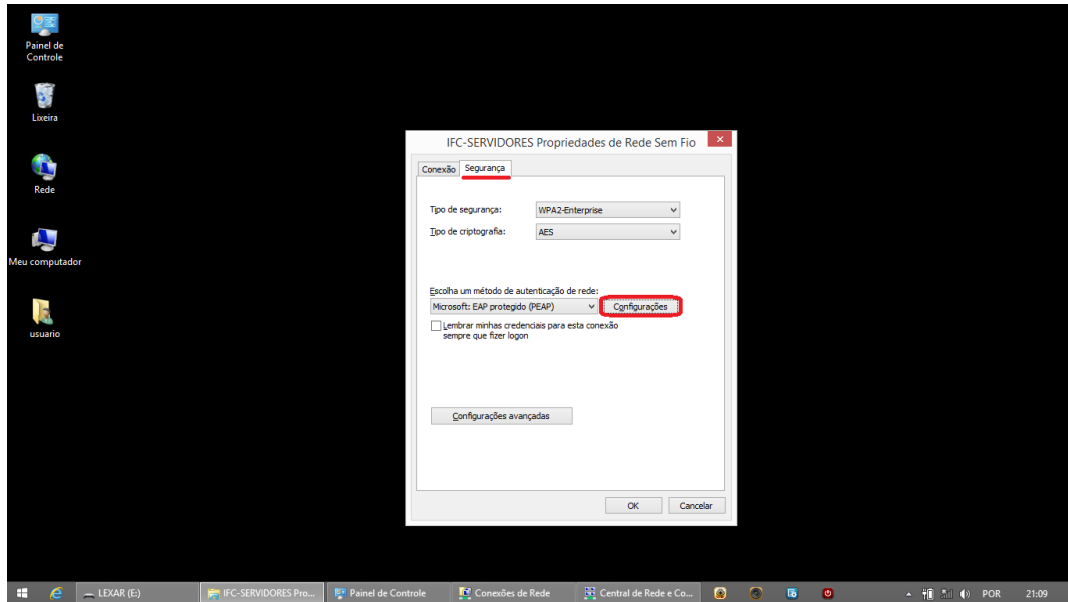 Painel de
Controle
Lixeira
Rede
Meu computador
usuario
IFC-SERVIDORES Propriedades de Rede Sem Fio
Conexão
Segurança
Tipo de segurança:
WPA2-Enterprise
Tipo de criptografia:
AES
Escolha um método de autenticação de rede:
Microsoft: EAP protegido (PEAP)
Configurações
Lembrar minhas credenciais para esta conexão
sempre que fizer logon
Configurações avançadas
OK
Cancelar
LEXAR (E:)
IFC-SERVIDORES Pro...
Painel de Controle
Conexões de Rede
Central de Rede e Co...
POR
21:09